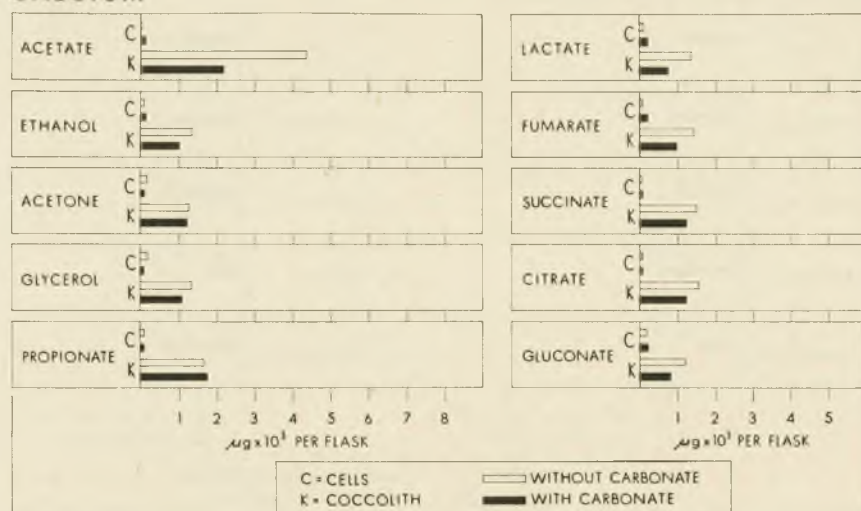 ACETATE C
K
ETHANOL C
K
ACETONE C
K
GLYCEROL C
K
PROPIONATE C
K
1 2 3 4 5 6 7 8
µg×10³ PER FLASK
LACTATE C
K
FUMARATE C
K
SUCCINATE C
K
CITRATE C
K
GLUCONATE C
K
1 2 3 4 5
µg×10³ PER FLASK
C = CELLS WITHOUT CARBONATE
K = COCCOLITH WITH CARBONATE